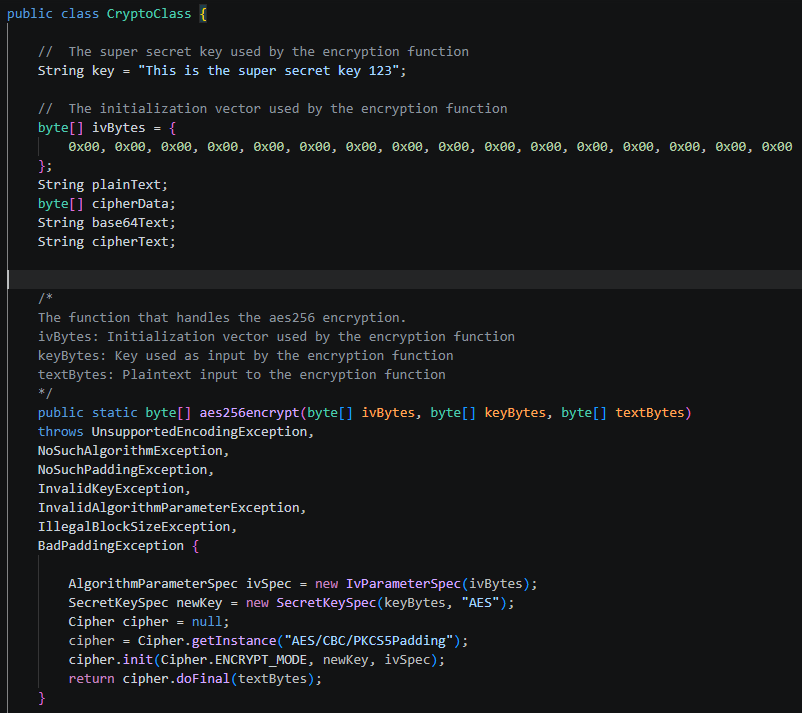 public class CryptoClass {
// The super secret key used by the encryption function
String key = "This is the super secret key 123";
// The initialization vector used by the encryption function
byte[] ivBytes = {
0x00, 0x00, 0x00, 0x00, 0x00, 0x00, 0x00, 0x00, 0x00, 0x00, 0x00, 0x00, 0x00, 0x00, 0x00, 0x00
};
String plainText;
byte[] cipherData;
String base64Text;
String cipherText;
/*
The function that handles the aes256 encryption.
ivBytes: Initialization vector used by the encryption function
keyBytes: Key used as input by the encryption function
textBytes: Plaintext input to the encryption function
*/
public static byte[] aes256encrypt(byte[] ivBytes, byte[] keyBytes, byte[] textBytes)
throws UnsupportedEncodingException,
NoSuchAlgorithmException,
NoSuchPaddingException,
InvalidKeyException,
InvalidAlgorithmParameterException,
IllegalBlockSizeException,
BadPaddingException {
AlgorithmParameterSpec ivSpec = new IvParameterSpec(ivBytes);
SecretKeySpec newKey = new SecretKeySpec(keyBytes, "AES");
Cipher cipher = null;
cipher = Cipher.getInstance("AES/CBC/PKCS5Padding");
cipher.init(Cipher.ENCRYPT_MODE, newKey, ivSpec);
return cipher.doFinal(textBytes);
}